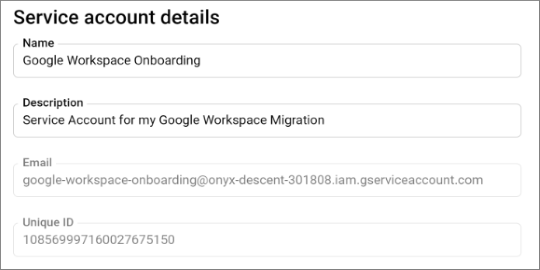 Service account details
Name
Google Workspace Onboarding
Description
Service Account for my Google Workspace Migration
Email
google-workspace-onboarding@onyx-descent-301808.iam.gserviceaccount.com
Unique ID
108569997160027675150